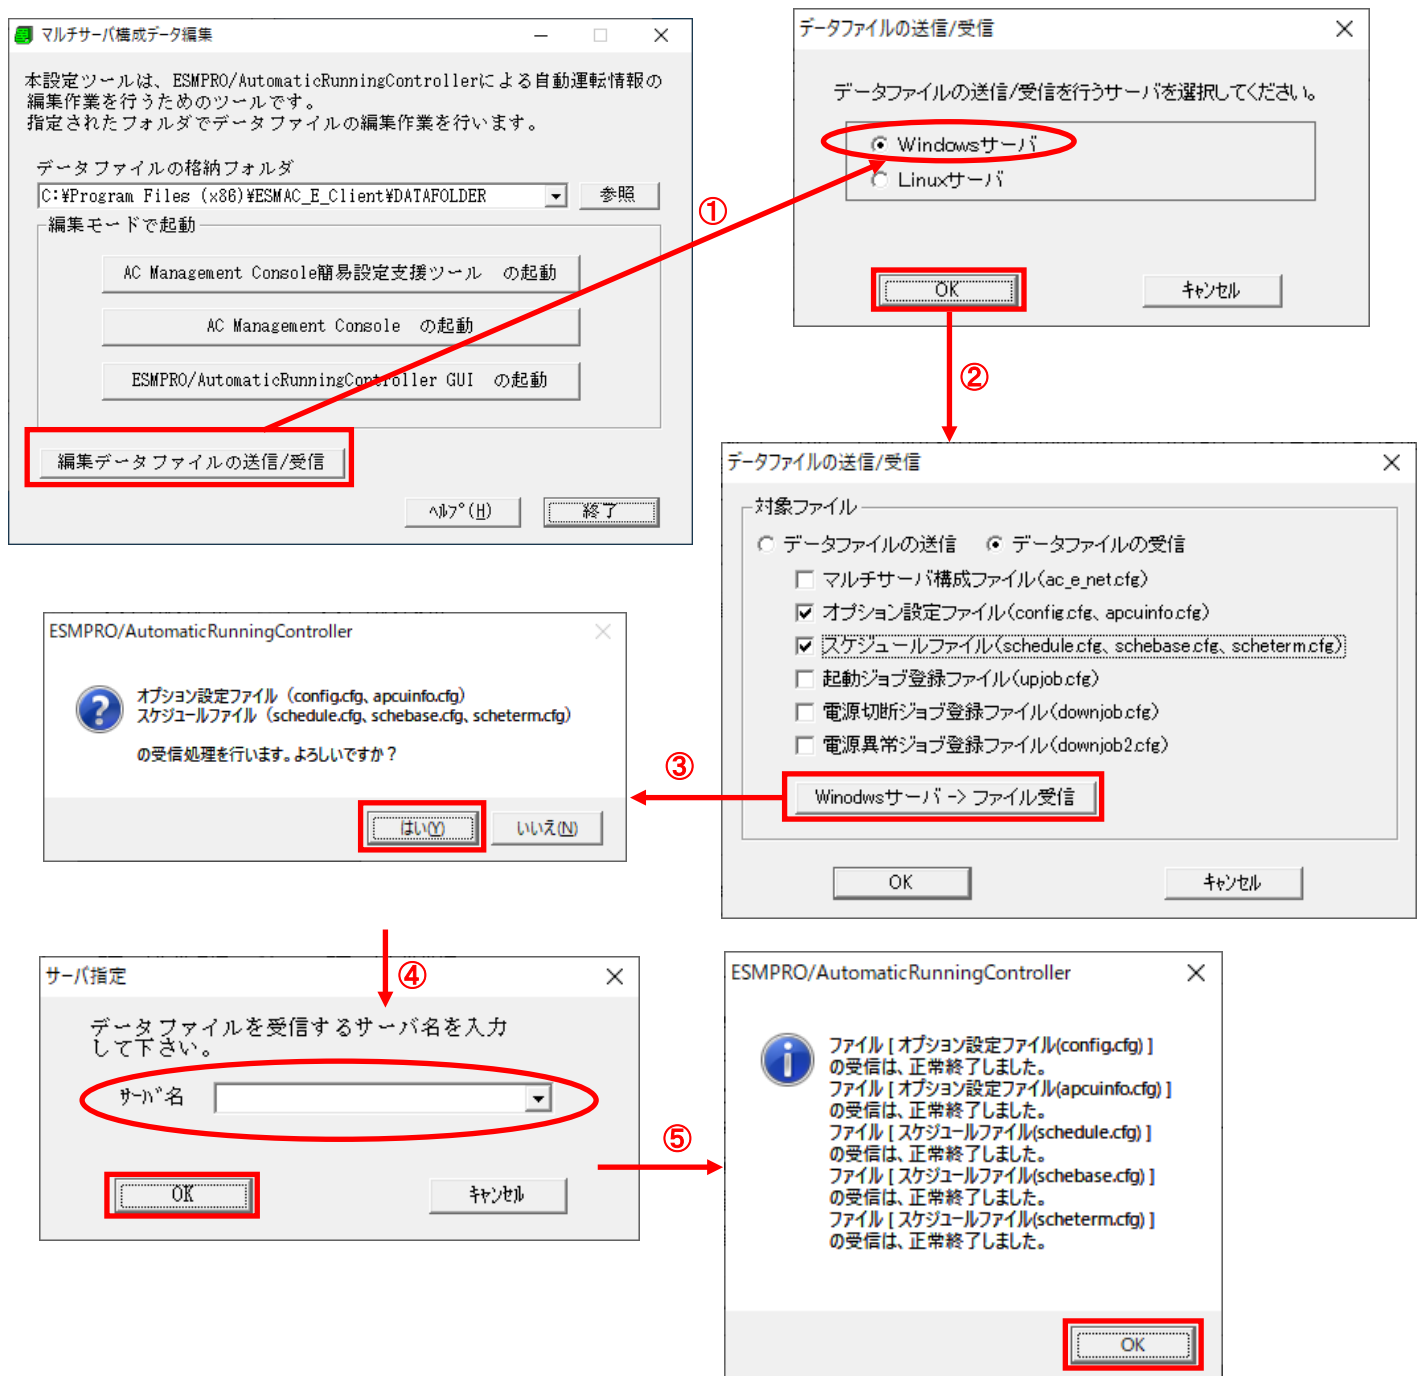 マルチサーバ構成データ編集
本設定ツールは、ESMPRO/AutomaticRunningControllerによる自動運転情報の
編集作業を行うためのツールです。
指定されたフォルダでデータファイルの編集作業を行います。
データファイルの格納フォルダ
C:¥Program Files (x86)¥ESMAC_E_Client¥DATAFOLDER
参照
編集モードで起動
AC Management Console簡易設定支援ツール の起動
AC Management Console の起動
ESMPRO/AutomaticRunningController GUI の起動
編集データファイルの送信/受信
ﾍﾙﾌﾟ(H)
終了
①
データファイルの送信/受信
データファイルの送信/受信を行うサーバを選択してください。
Windowsサーバ
Linuxサーバ
OK
ｷｬﾝｾﾙ
②
データファイルの送信/受信
対象ファイル
データファイルの送信
データファイルの受信
マルチサーバ構成ファイル(ac_e_net.cfg)
オプション設定ファイル(config.cfg、apcuinfo.cfg)
スケジュールファイル(schedule.cfg、schebase.cfg、scheterm.cfg)
起動ジョブ登録ファイル(upjob.cfg)
電源切断ジョブ登録ファイル(downjob.cfg)
電源異常ジョブ登録ファイル(downjob2.cfg)
Winodwsサーバ -> ファイル受信
OK
ｷｬﾝｾﾙ
③
ESMPRO/AutomaticRunningController
オプション設定ファイル（config.cfg、apcuinfo.cfg）
スケジュールファイル（schedule.cfg、schebase.cfg、scheterm.cfg）
の受信処理を行います。よろしいですか？
はい(Y)
いいえ(N)
④
サーバ指定
データファイルを受信するサーバ名を入力
して下さい。
ｻｰﾊﾞ名
OK
ｷｬﾝｾﾙ
⑤
ESMPRO/AutomaticRunningController
ファイル [ オプション設定ファイル(config.cfg) ]
の受信は、正常終了しました。
ファイル [ オプション設定ファイル(apcuinfo.cfg) ]
の受信は、正常終了しました。
ファイル [ スケジュールファイル(schedule.cfg) ]
の受信は、正常終了しました。
ファイル [ スケジュールファイル(schebase.cfg) ]
の受信は、正常終了しました。
ファイル [ スケジュールファイル(scheterm.cfg) ]
の受信は、正常終了しました。
OK